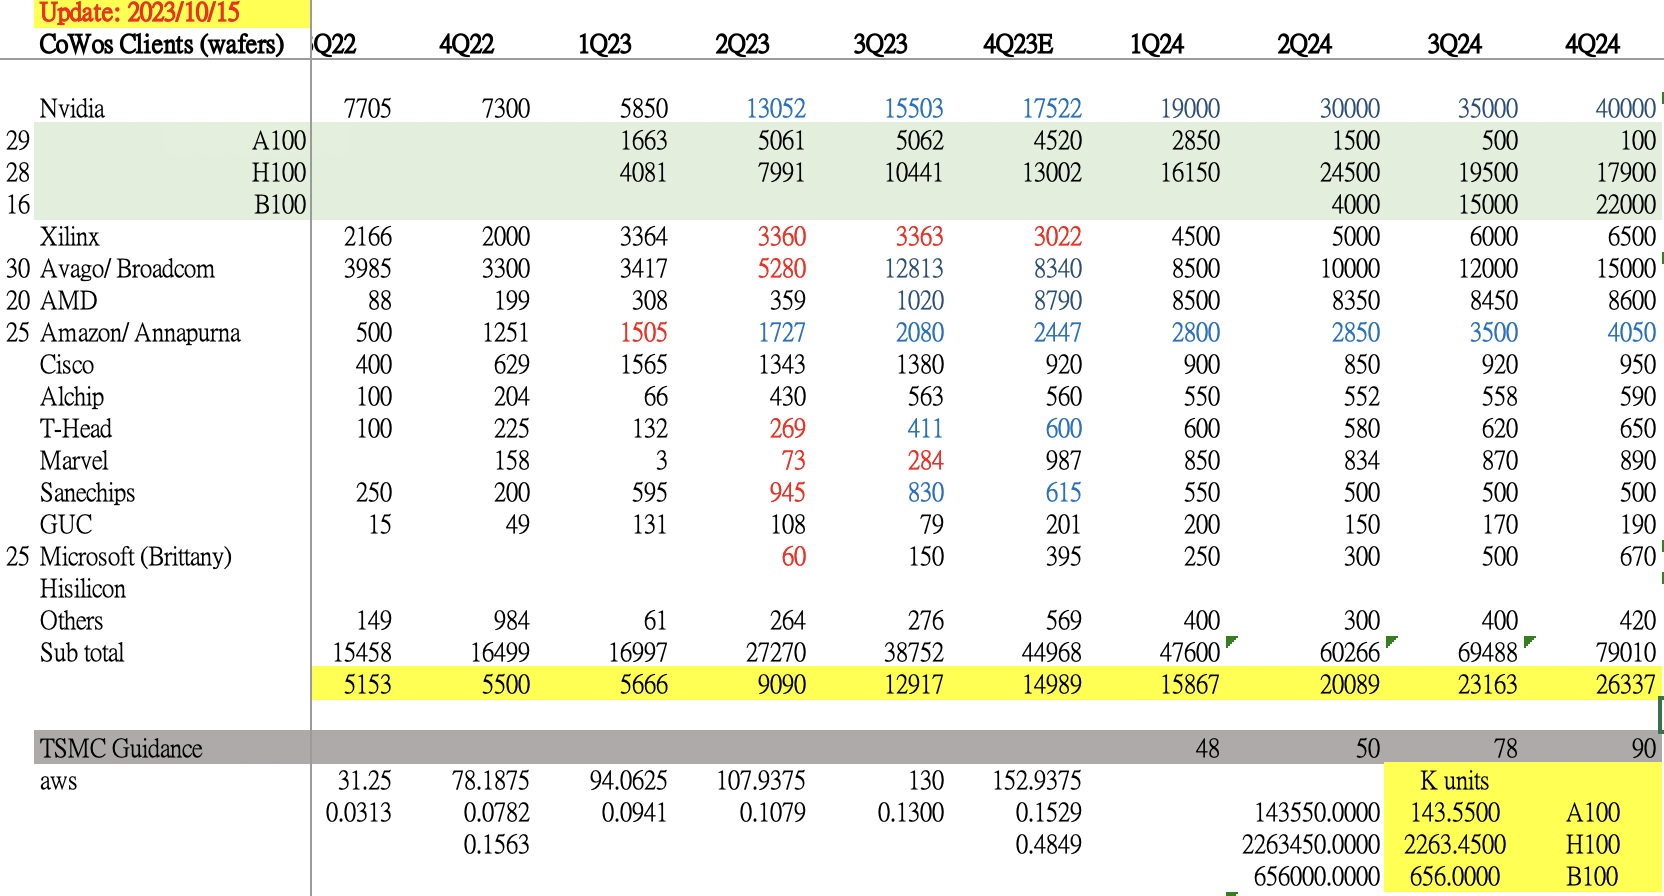 Update: 2023/10/15
CoWos Clients (wafers) 3Q22 4Q22 1Q23 2Q23 3Q23 4Q23E 1Q24 2Q24 3Q24 4Q24
Nvidia 7705 7300 5850 13052 15503 17522 19000 30000 35000 40000
29 A100 1663 5061 5062 4520 2850 1500 500 100
28 H100 4081 7991 10441 13002 16150 24500 19500 17900
16 B100 4000 15000 22000
Xilinx 2166 2000 3364 3360 3363 3022 4500 5000 6000 6500
30 Avago/ Broadcom 3985 3300 3417 5280 12813 8340 8500 10000 12000 15000
20 AMD 88 199 308 359 1020 8790 8500 8350 8450 8600
25 Amazon/ Annapurna 500 1251 1505 1727 2080 2447 2800 2850 3500 4050
Cisco 400 629 1565 1343 1380 920 900 850 920 950
Alchip 100 204 66 430 563 560 550 552 558 590
T-Head 100 225 132 269 411 600 600 580 620 650
Marvel 158 3 73 284 987 850 834 870 890
Sanechips 250 200 595 945 830 615 550 500 500 500
GUC 15 49 131 108 79 201 200 150 170 190
25 Microsoft (Brittany) 60 150 395 250 300 500 670
Hisilicon
Others 149 984 61 264 276 569 400 300 400 420
Sub total 15458 16499 16997 27270 38752 44968 47600 60266 69488 79010
5153 5500 5666 9090 12917 14989 15867 20089 23163 26337
TSMC Guidance 48 50 78 90
aws 31.25 78.1875 94.0625 107.9375 130 152.9375 K units
0.0313 0.0782 0.0941 0.1079 0.1300 0.1529 143550.0000 143.5500 A100
0.1563 0.4849 2263450.0000 2263.4500 H100
656000.0000 656.0000 B100